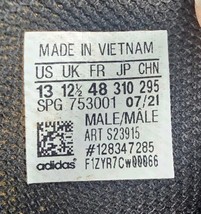 MADE IN VIETNAM
US UK FR JP CHN
13 12½ 48 310 295
SPG 753001 07/21
MALE/MALE
ART S23915
#128347285
adidas F1ZYR7Cw00066